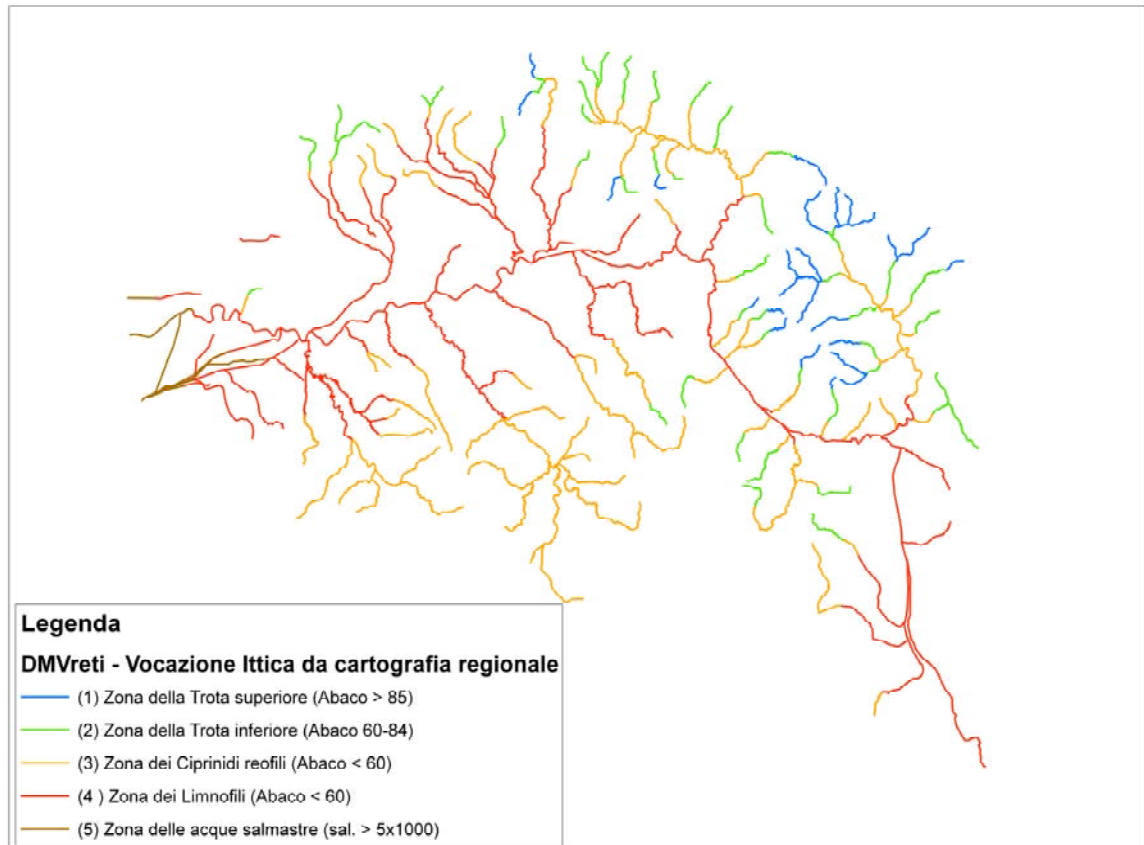 Legenda
DMVreti - Vocazione Ittica da cartografia regionale
(1) Zona della Trota superiore (Abaco > 85)
(2) Zona della Trota inferiore (Abaco 60-84)
(3) Zona dei Ciprinidi reofili (Abaco < 60)
(4 ) Zona dei Limnofili (Abaco < 60)
(5) Zona delle acque salmastre (sal. > 5x1000)